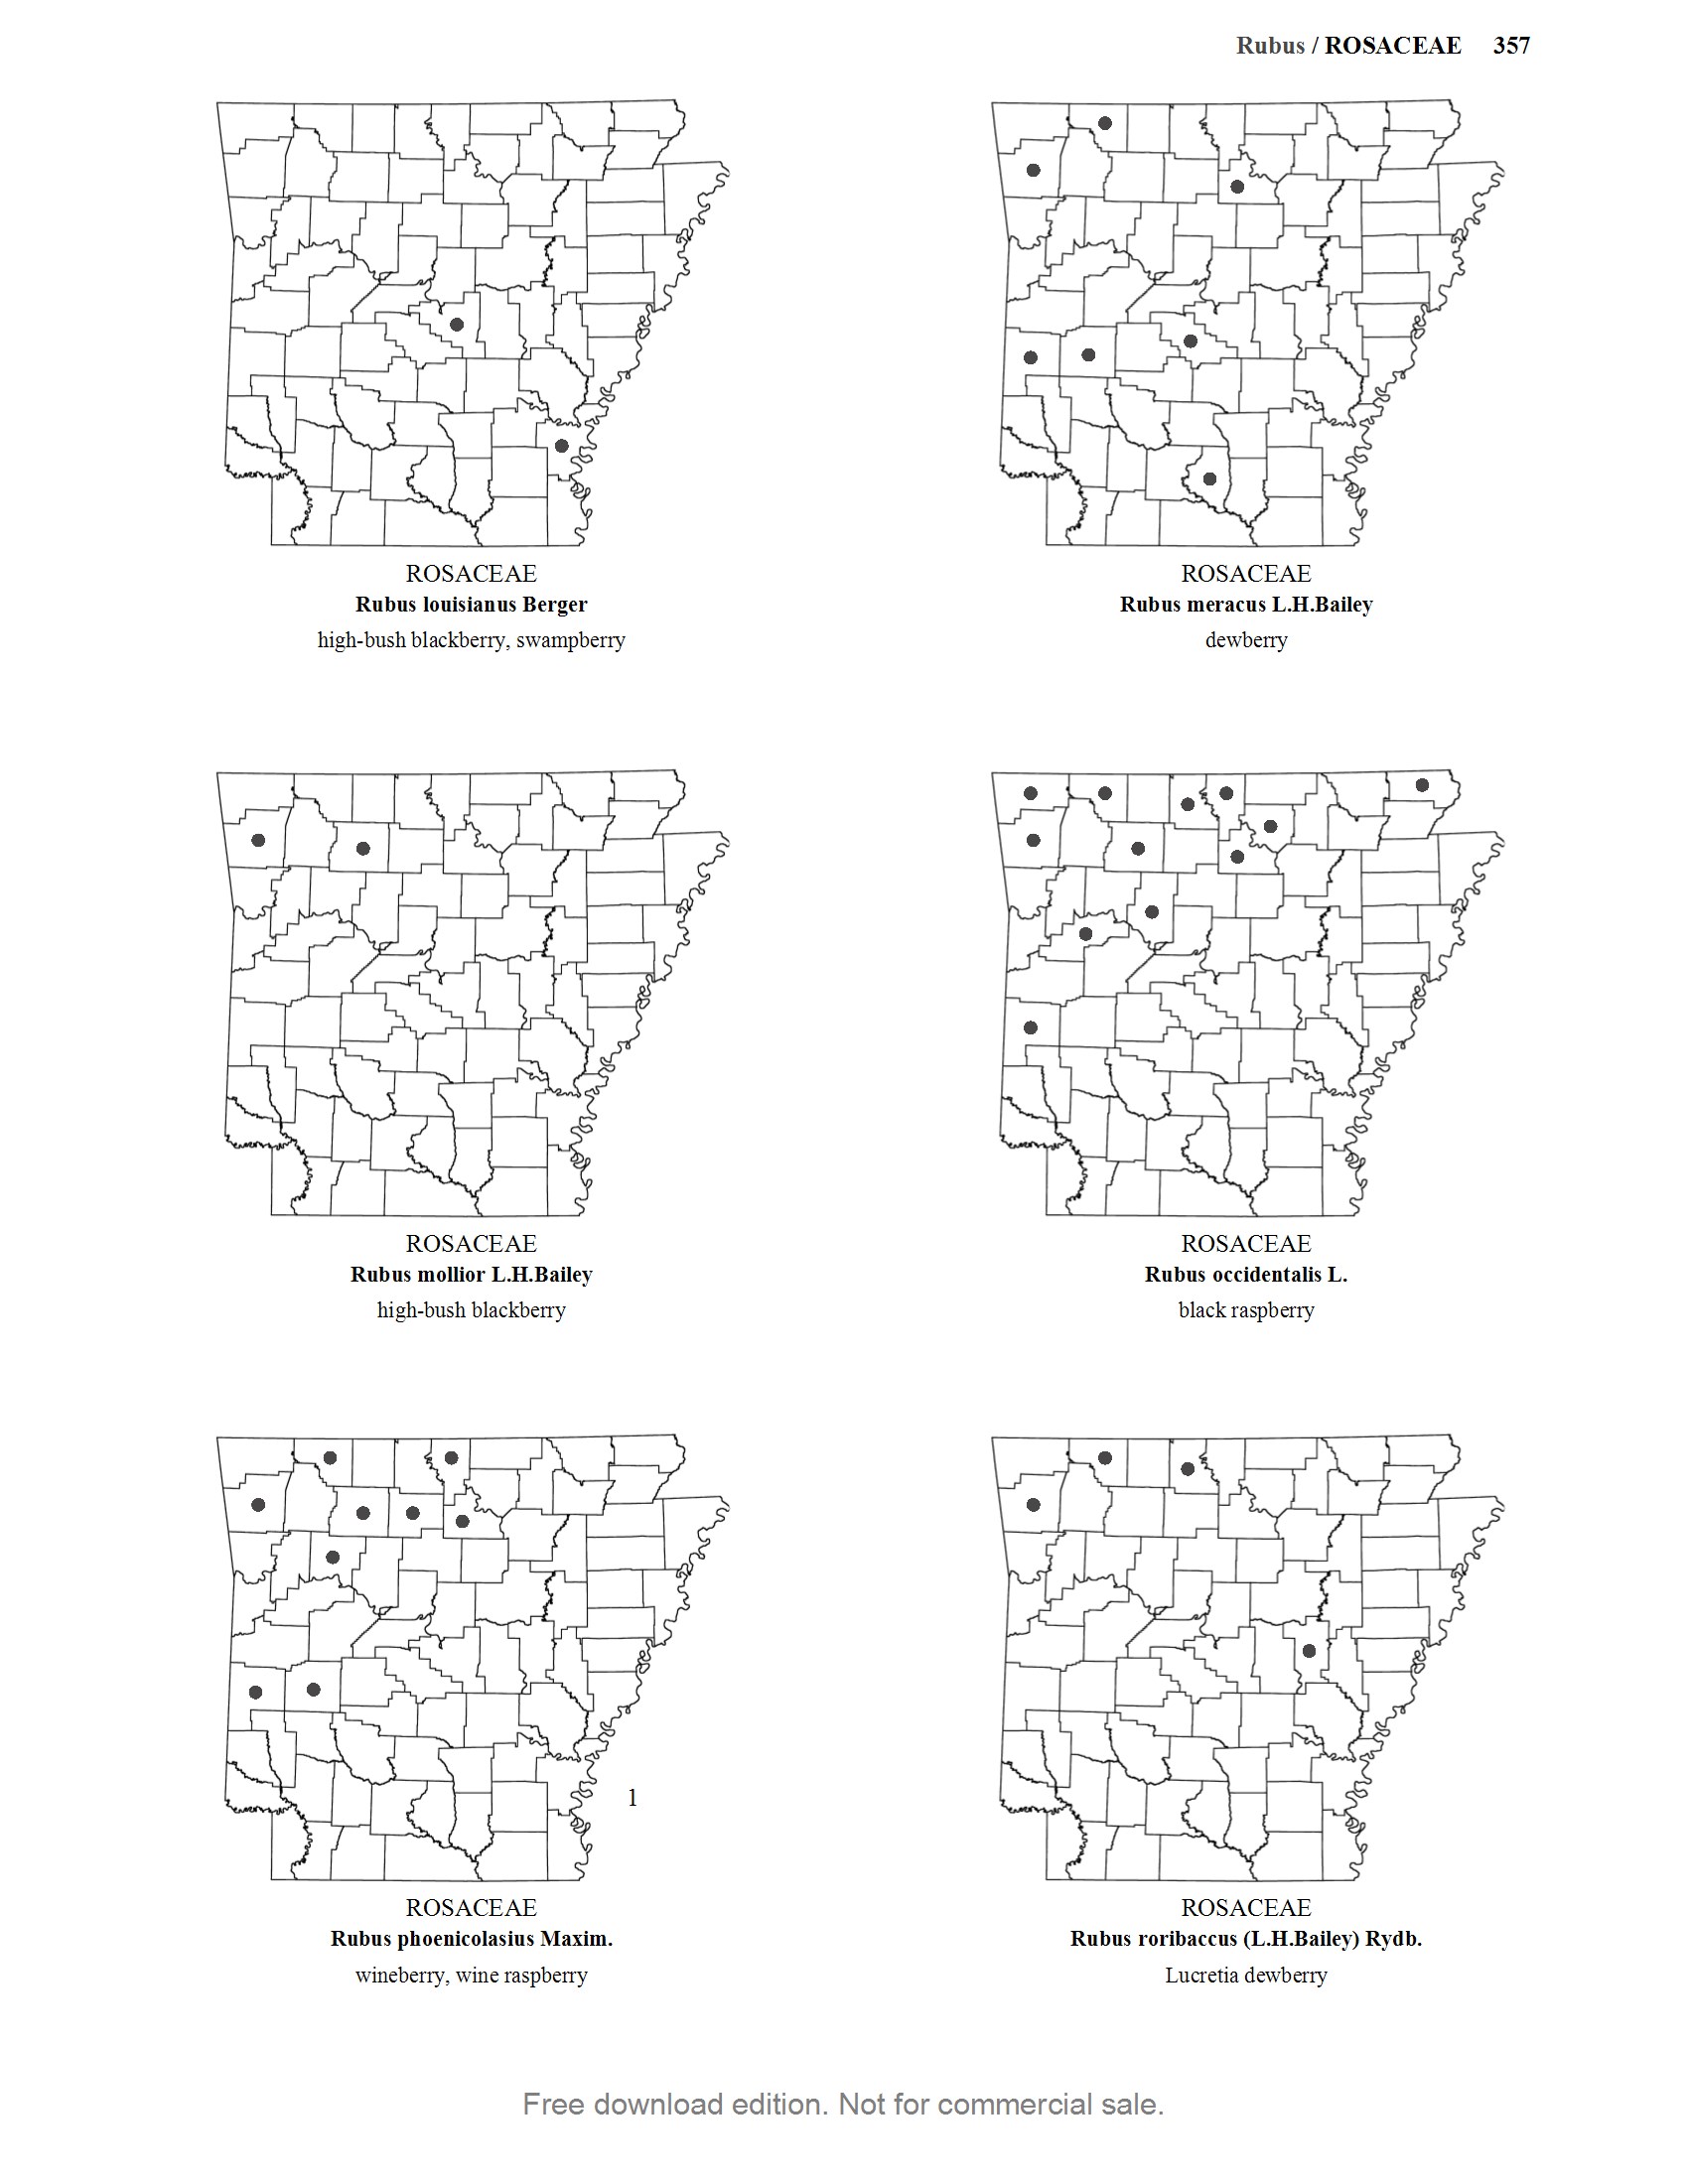 Rubus / ROSACEAE 357
ROSACEAE
Rubus louisianus Berger
high-bush blackberry, swampberry
ROSACEAE
Rubus meracus L.H.Bailey
dewberry
ROSACEAE
Rubus mollior L.H.Bailey
high-bush blackberry
ROSACEAE
Rubus occidentalis L.
black raspberry
1
ROSACEAE
Rubus phoenicolasius Maxim.
wineberry, wine raspberry
ROSACEAE
Rubus roribaccus (L.H.Bailey) Rydb.
Lucretia dewberry
Free download edition. Not for commercial sale.